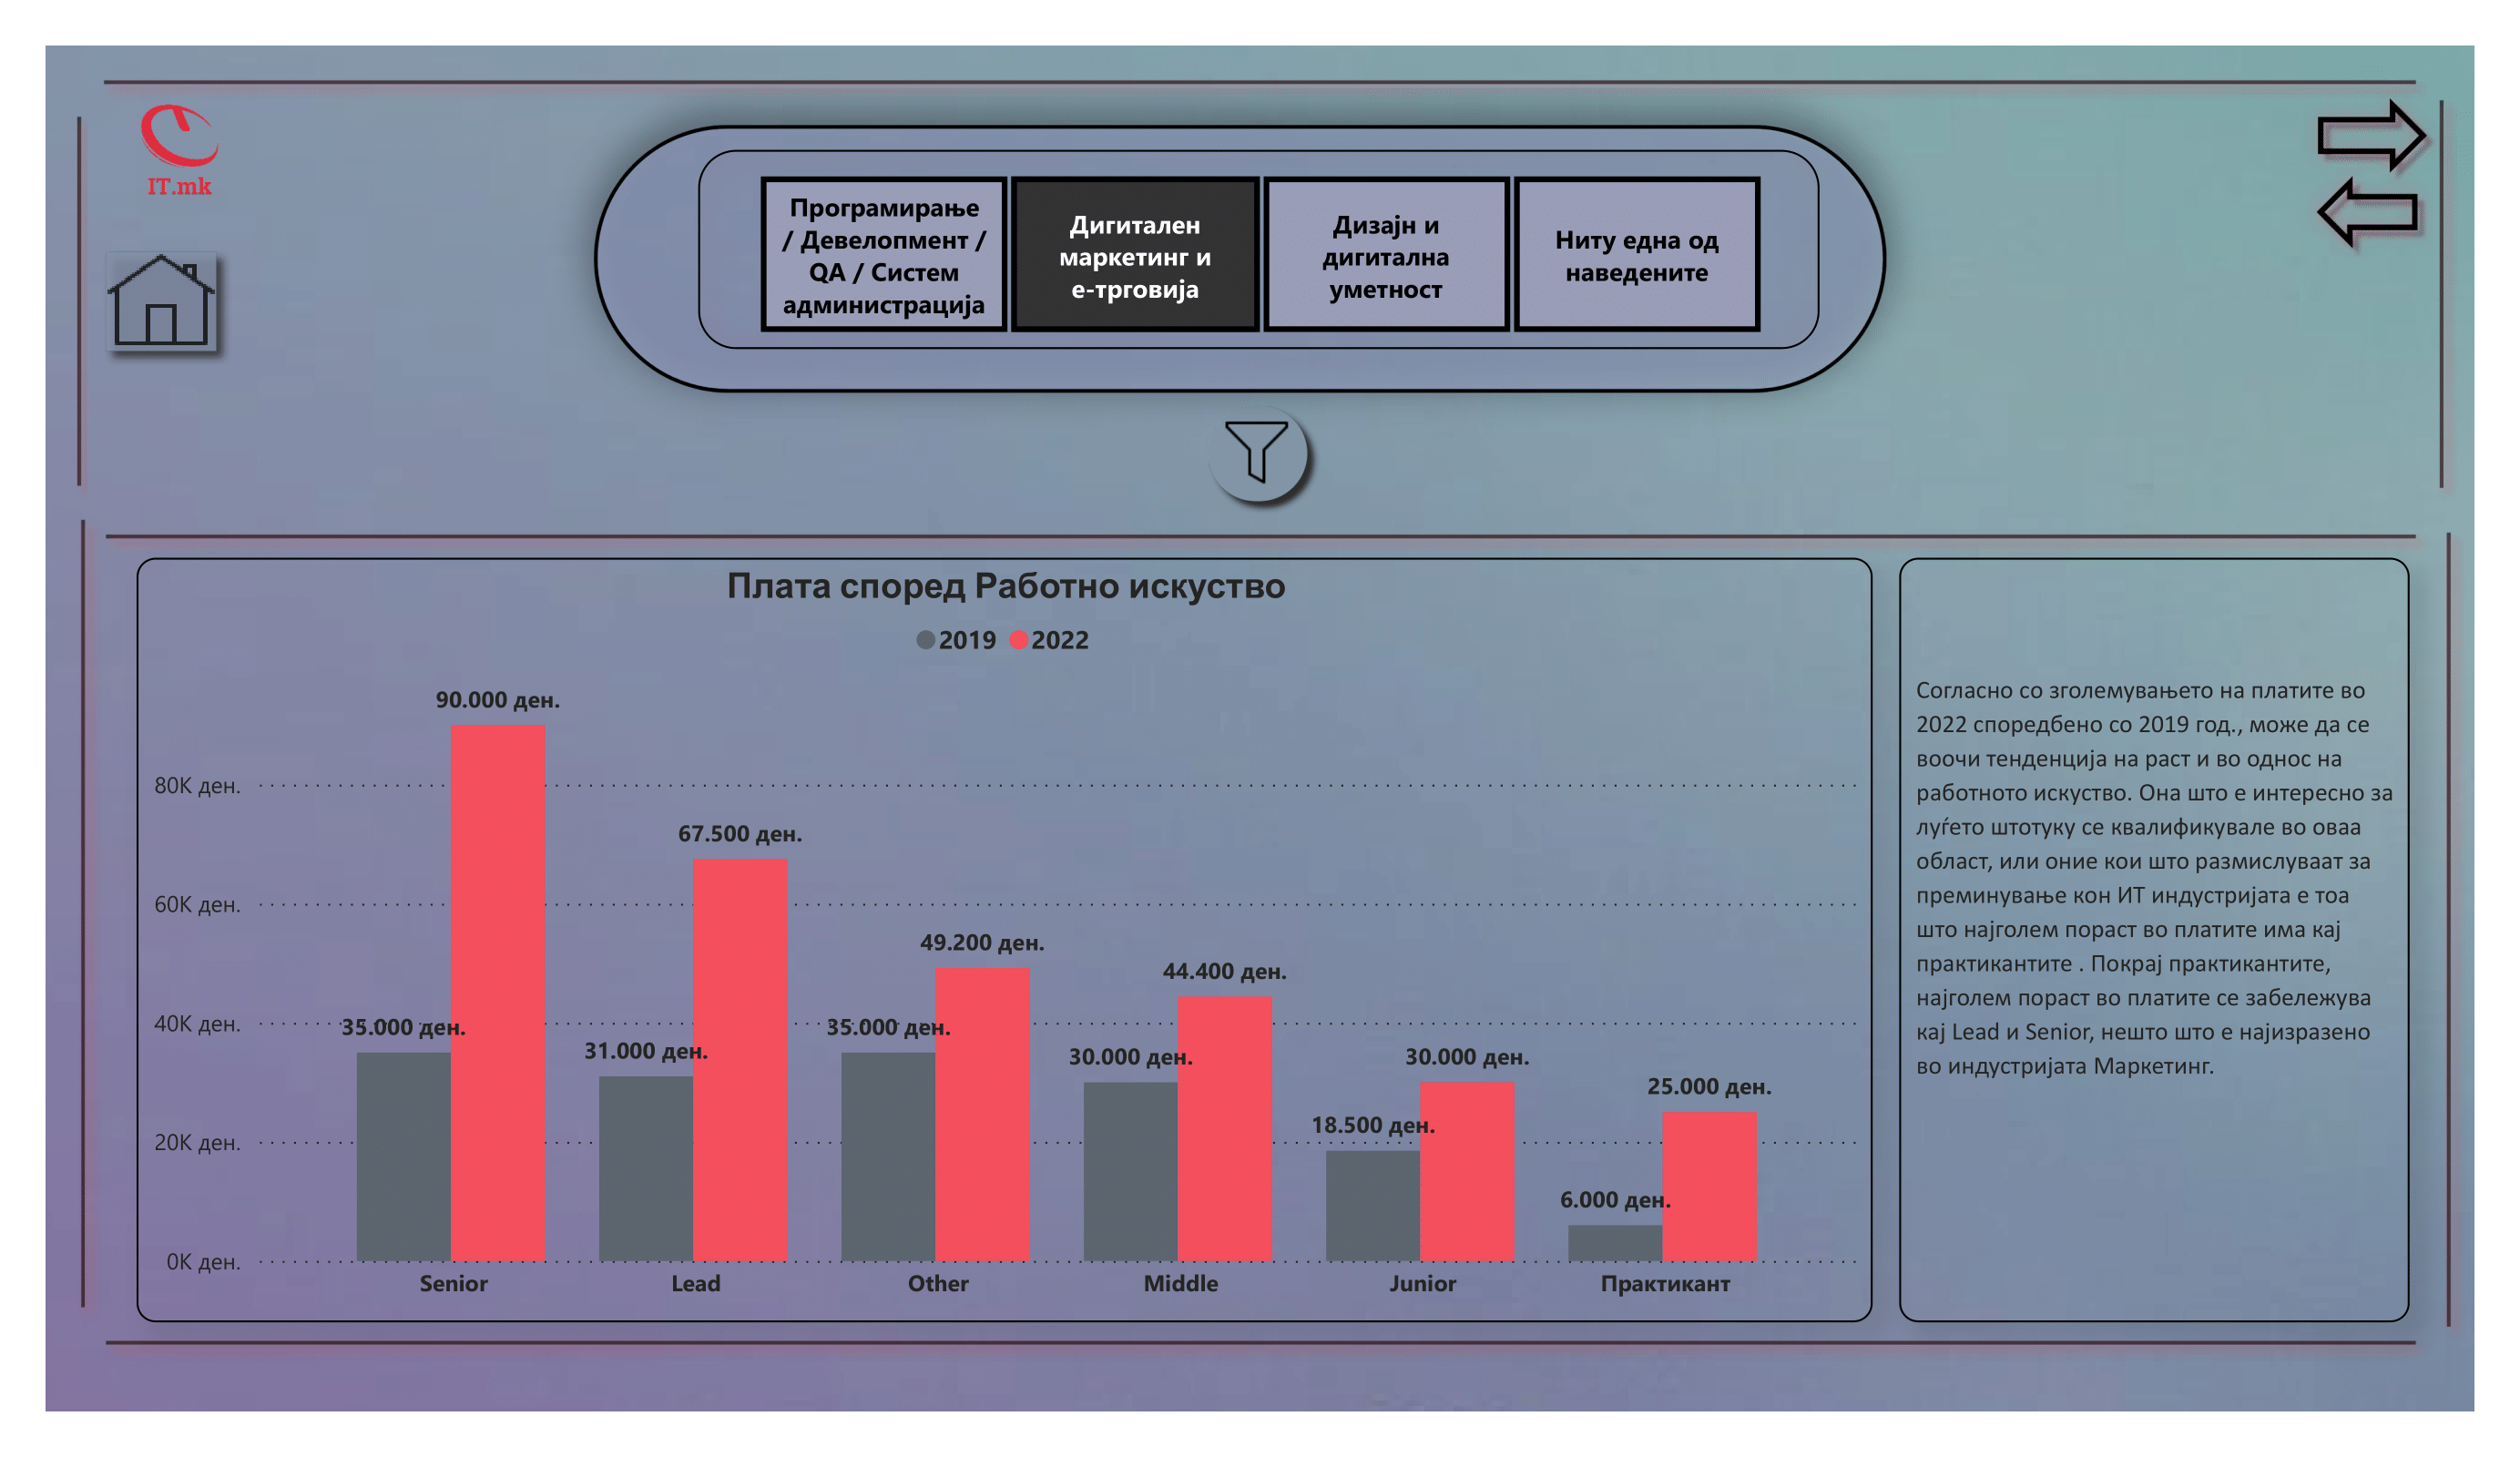 IT.mk
Програмирање
/ Девелопмент /
QA / Систем
администрација
Дигитален
маркетинг и
е-трговија
Дизајн и
дигитална
уметност
Ниту една од
наведените
Плата според Работно искуство
2019 2022
90.000 ден.
80K ден.
67.500 ден.
60K ден.
49.200 ден.
44.400 ден.
40K ден.
35.000 ден.
31.000 ден.
35.000 ден.
30.000 ден.
30.000 ден.
25.000 ден.
20K ден.
18.500 ден.
6.000 ден.
0K ден.
Senior Lead Other Middle Junior Практикант
Согласно со зголемувањето на платите во
2022 споредбено со 2019 год., може да се
воочи тенденција на раст и во однос на
работното искуство. Она што е интересно за
луѓето штотуку се квалификувале во оваа
област, или оние кои што размислуваат за
преминување кон ИТ индустријата е тоа
што најголем пораст во платите има кај
практикантите . Покрај практикантите,
најголем пораст во платите се забележува
кај Lead и Senior, нешто што е најизразено
во индустријата Маркетинг.